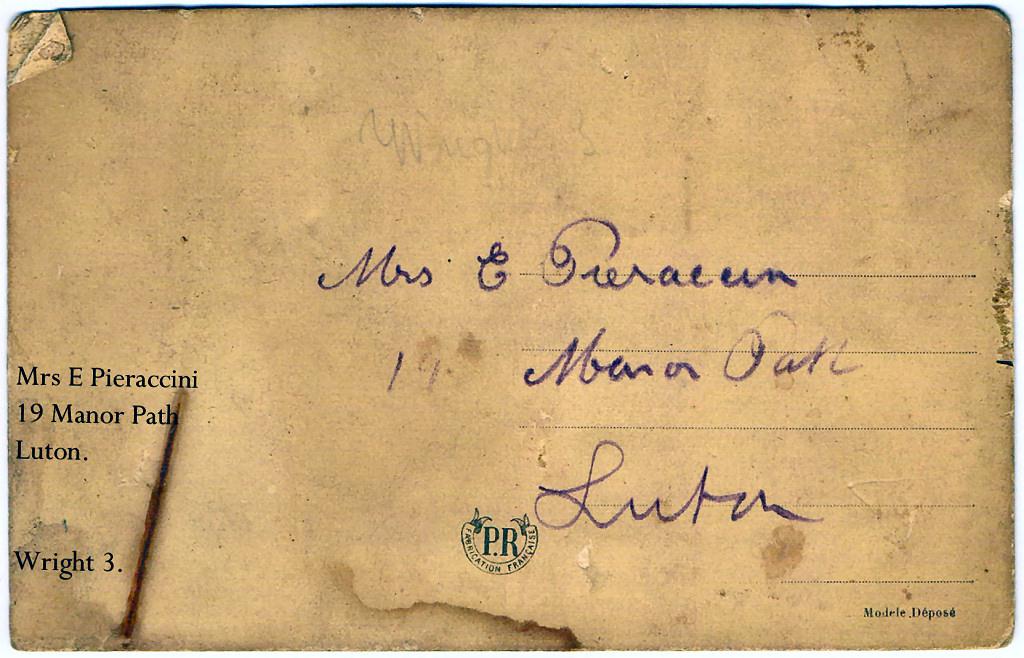 Wright 3
Mrs E Pieraccini
19. Manor Path
Luton
Mrs E Pieraccini
19 Manor Path
Luton.
Wright 3.
P.R
FABRICATION FRANÇAISE
Modèle Déposé